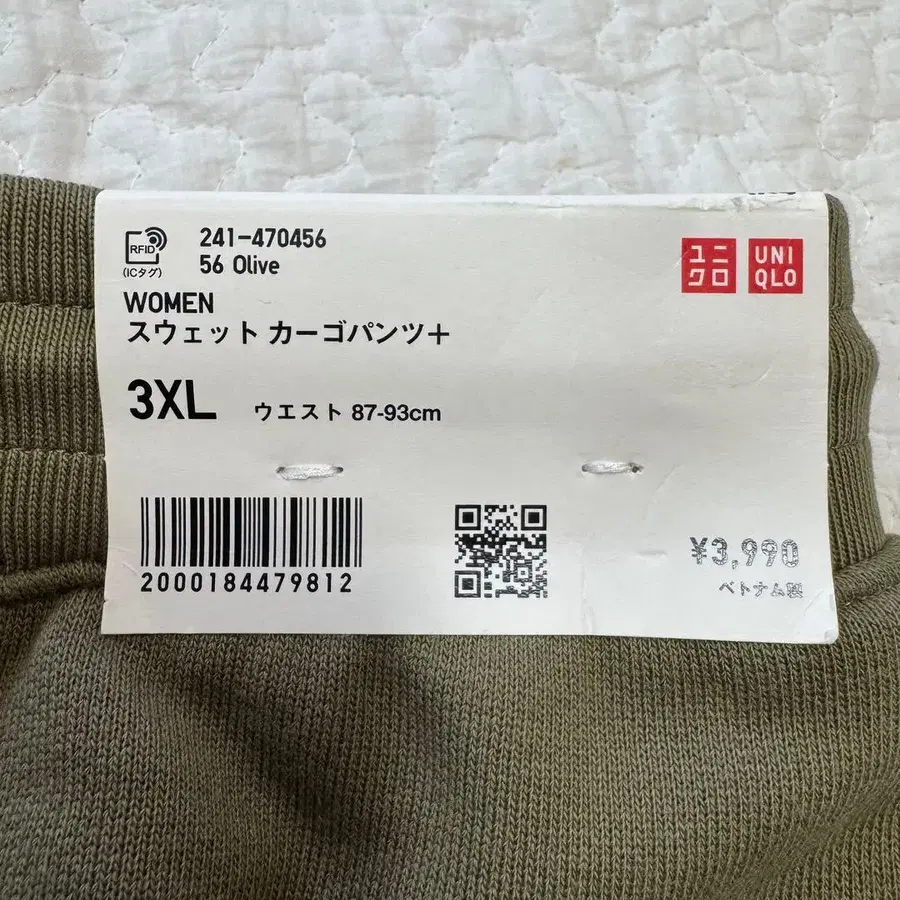 RFID
(ICタグ)
241-470456
56 Olive
ユニ
クロ
UNI
QLO
WOMEN
スウェット カーゴパンツ＋
3XL ウエスト 87-93cm
2000184479812
¥3,990
ベトナム製